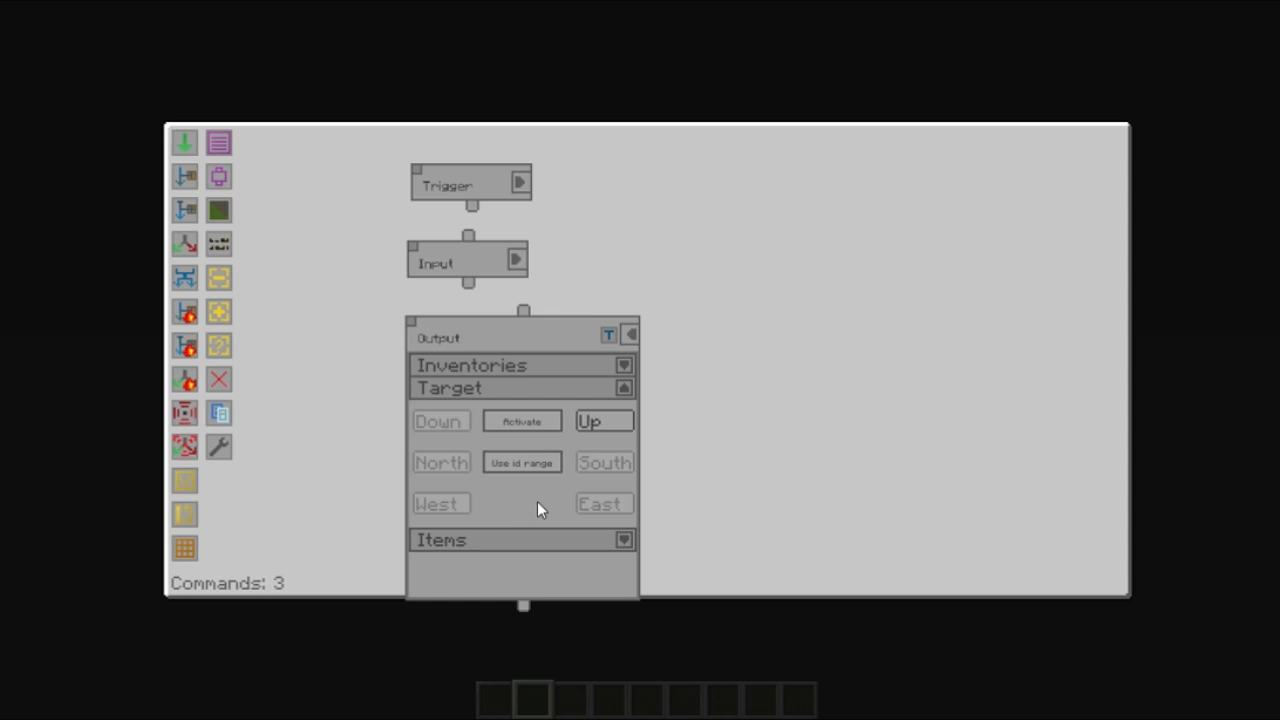 Trigger
Input
Output T
Inventories
Target
Down Activate Up
North Use id range South
West East
Items
Commands: 3